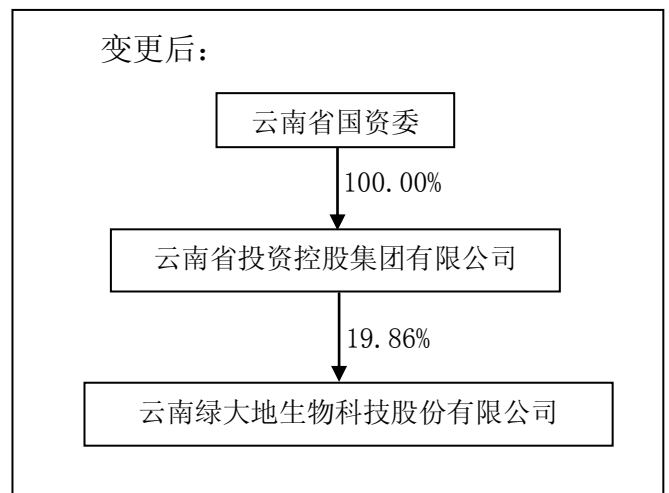 变更后：
云南省国资委
100.00%
云南省投资控股集团有限公司
19.86%
云南绿大地生物科技股份有限公司